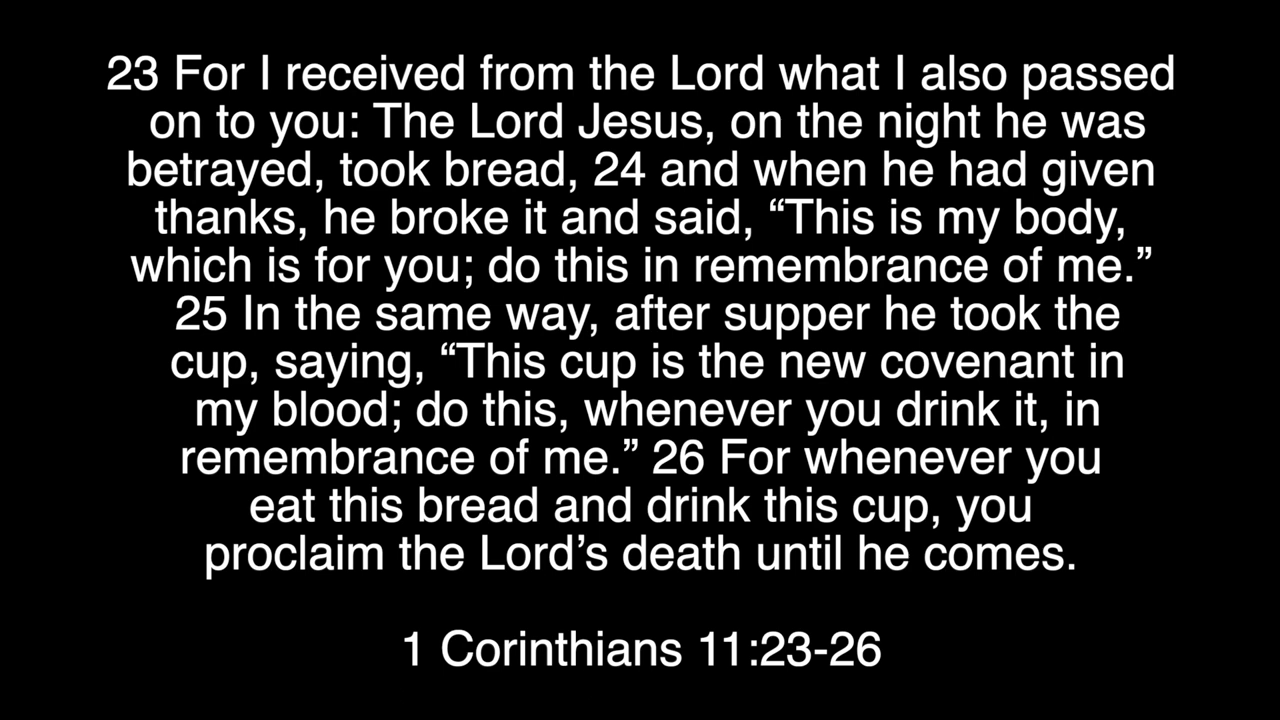 23 For I received from the Lord what I also passed
on to you: The Lord Jesus, on the night he was
betrayed, took bread, 24 and when he had given
thanks, he broke it and said, “This is my body,
which is for you; do this in remembrance of me.”
25 In the same way, after supper he took the
cup, saying, “This cup is the new covenant in
my blood; do this, whenever you drink it, in
remembrance of me.” 26 For whenever you
eat this bread and drink this cup, you
proclaim the Lord’s death until he comes.
1 Corinthians 11:23-26